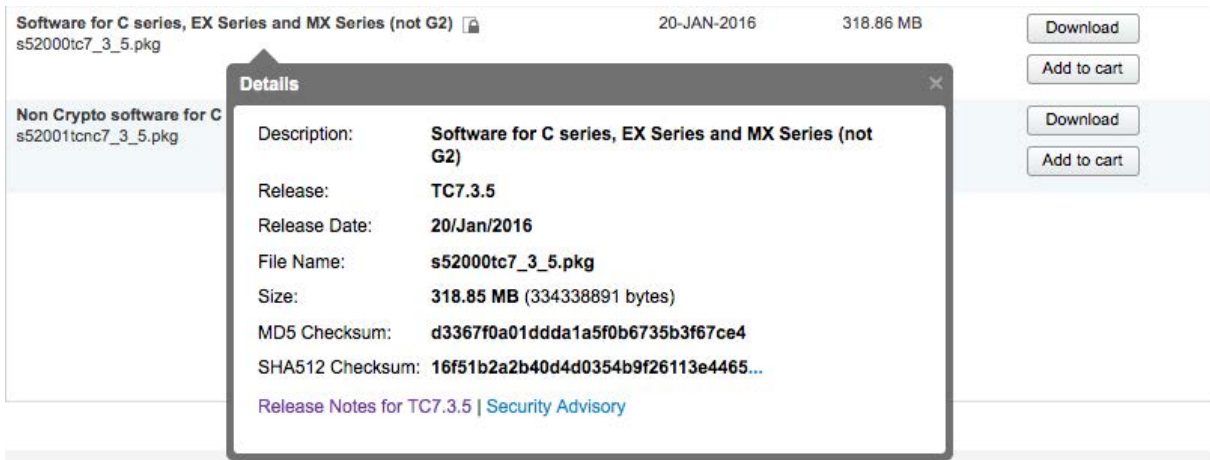 Software for C series, EX Series and MX Series (not G2) 20-JAN-2016 318.86 MB Download
s52000tc7_3_5.pkg
Add to cart
Details ×
Non Crypto software for C Download
s52001tcnc7_3_5.pkg
Add to cart
Description: Software for C series, EX Series and MX Series (not
G2)
Release: TC7.3.5
Release Date: 20/Jan/2016
File Name: s52000tc7_3_5.pkg
Size: 318.85 MB (334338891 bytes)
MD5 Checksum: d3367f0a01ddda1a5f0b6735b3f67ce4
SHA512 Checksum: 16f51b2a2b40d4d0354b9f26113e4465...
Release Notes for TC7.3.5 | Security Advisory